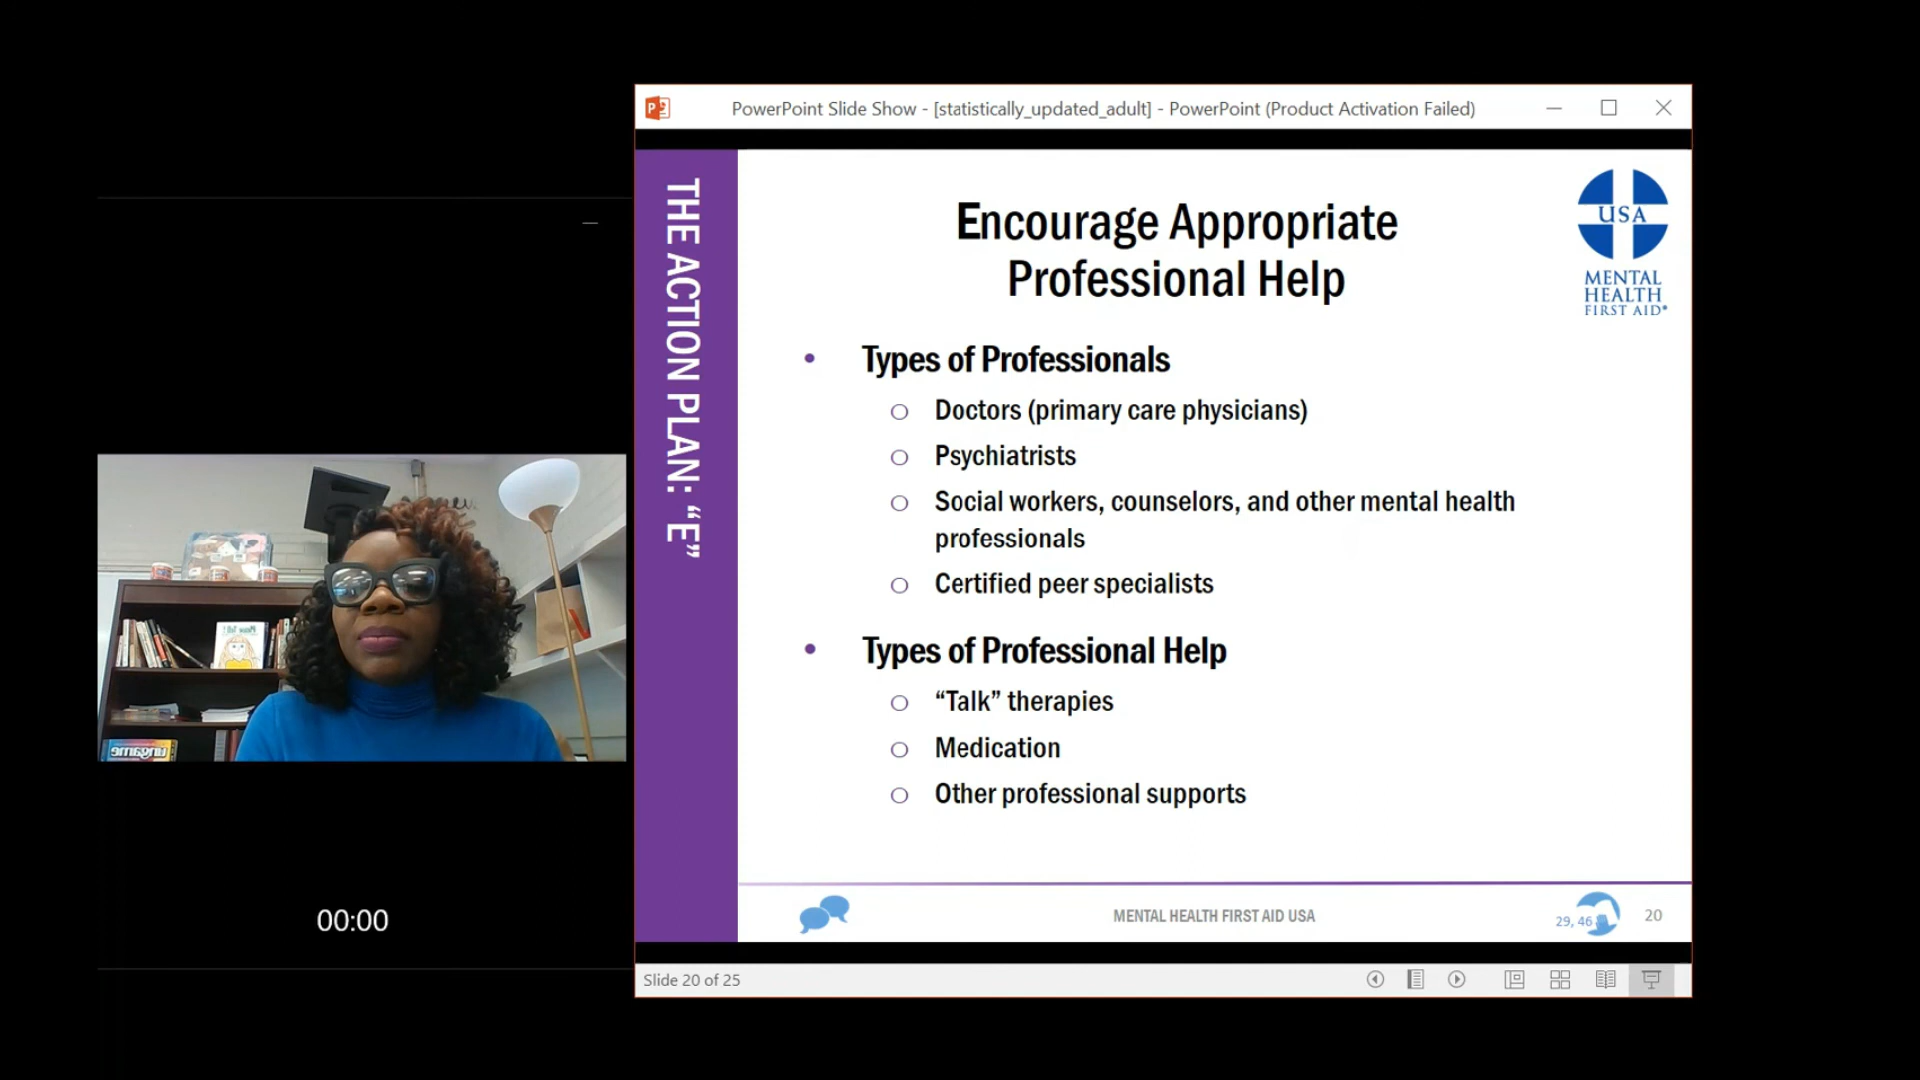 PowerPoint Slide Show - [statistically_updated_adult] - PowerPoint (Product Activation Failed)
THE ACTION PLAN: “E”
Encourage Appropriate
Professional Help
USA
MENTAL
HEALTH
FIRST AID®
• Types of Professionals
Doctors (primary care physicians)
Psychiatrists
Social workers, counselors, and other mental health
professionals
Certified peer specialists
• Types of Professional Help
“Talk” therapies
Medication
Other professional supports
ungame
00:00
MENTAL HEALTH FIRST AID USA
29, 46
20
Slide 20 of 25